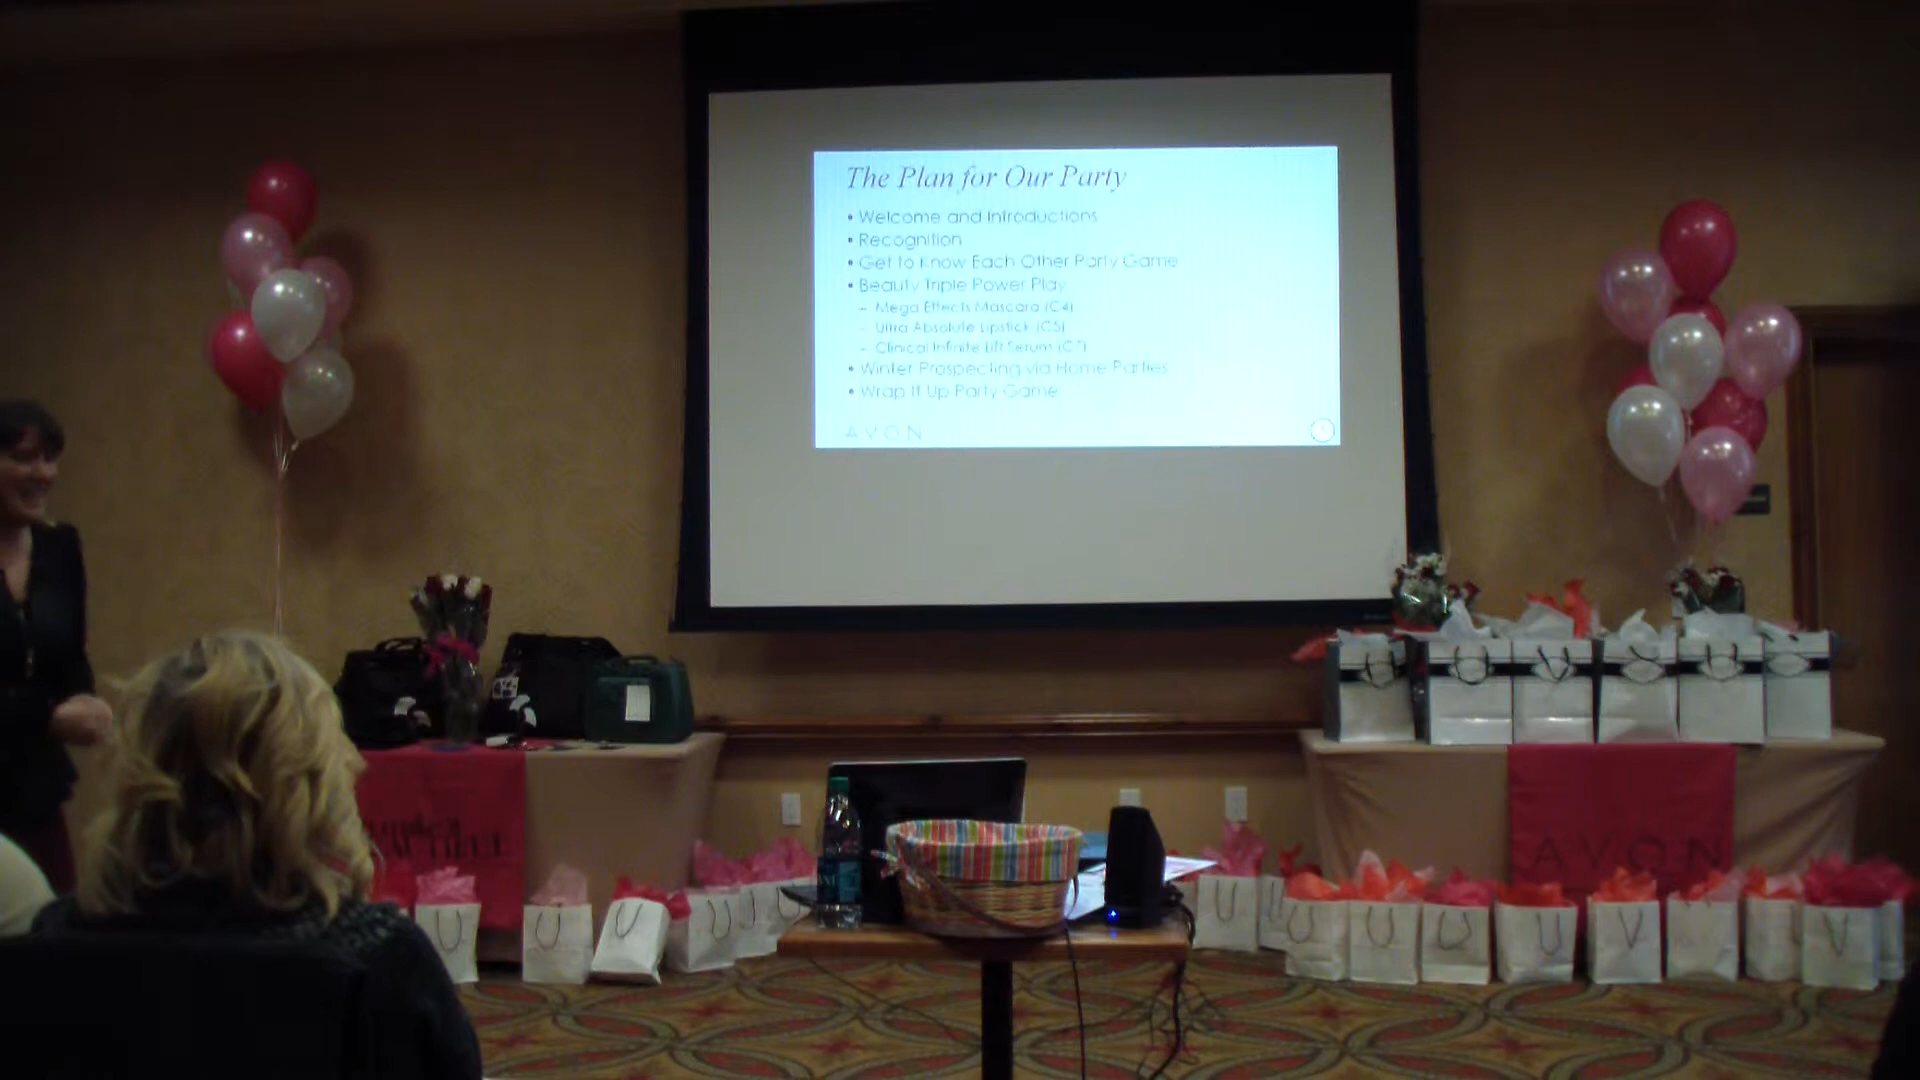 The Plan for Our Party
• Welcome and Introductions
• Recognition
• Get to Know Each Other Party Game
• Beauty Triple Power Play
– Mega Effects Mascara (C4)
– Ultra Absolute Lipstick (C5)
– Clinical Infinite Lift Serum (C7)
• Winter Prospecting via Home Parties
• Wrap It Up Party Game
AVON
AVON